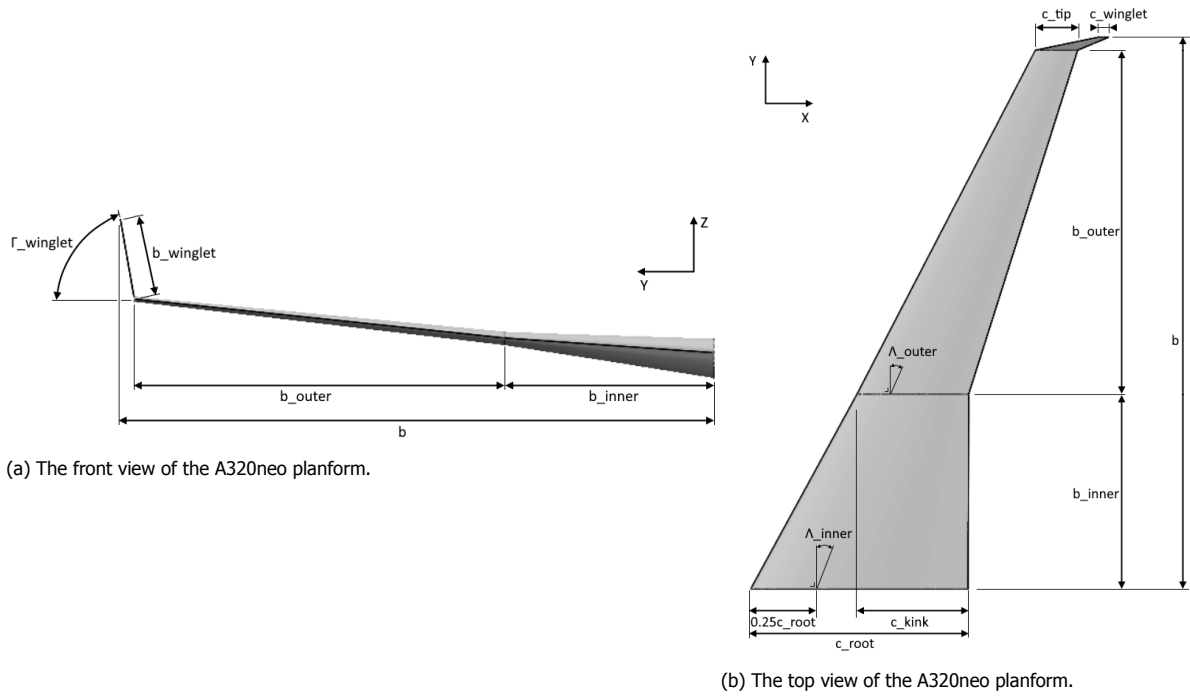 Γ_winglet
b_winglet
Z
Y
b_outer
b_inner
b
(a) The front view of the A320neo planform.
c_tip
c_winglet
Y
X
b_outer
b
Λ_outer
b_inner
Λ_inner
0.25c_root
c_kink
c_root
(b) The top view of the A320neo planform.